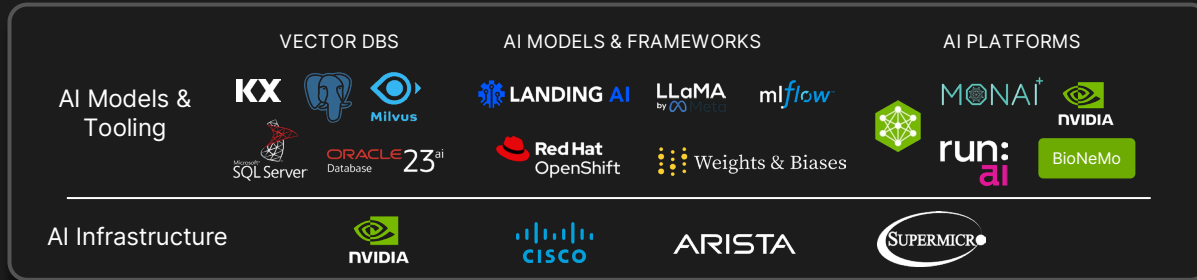 VECTOR DBS
AI MODELS & FRAMEWORKS
AI PLATFORMS
AI Models &
Tooling
KX
Milvus
LANDING AI
LLaMA
by Meta
mlflow
MONAI
NVIDIA
Microsoft
SQL Server
ORACLE
Database
23ai
Red Hat
OpenShift
Weights & Biases
run:
ai
BioNeMo
AI Infrastructure
NVIDIA
CISCO
ARISTA
SUPERMICRO